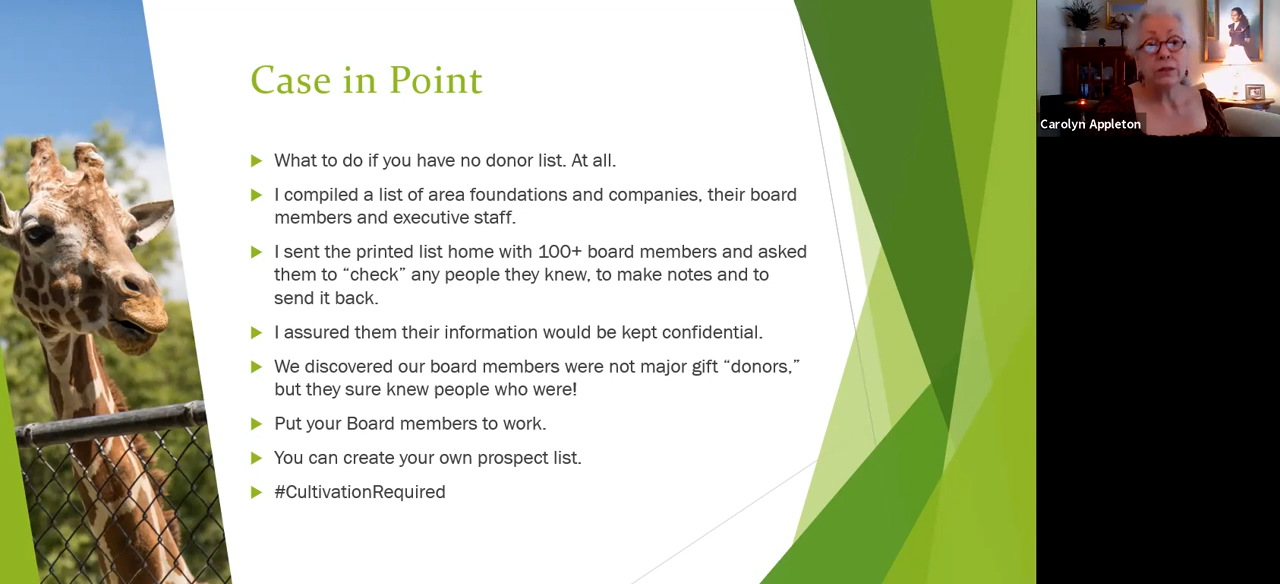 Case in Point
What to do if you have no donor list. At all.
I compiled a list of area foundations and companies, their board
members and executive staff.
I sent the printed list home with 100+ board members and asked
them to “check” any people they knew, to make notes and to
send it back.
I assured them their information would be kept confidential.
We discovered our board members were not major gift “donors,”
but they sure knew people who were!
Put your Board members to work.
You can create your own prospect list.
#CultivationRequired
Carolyn Appleton